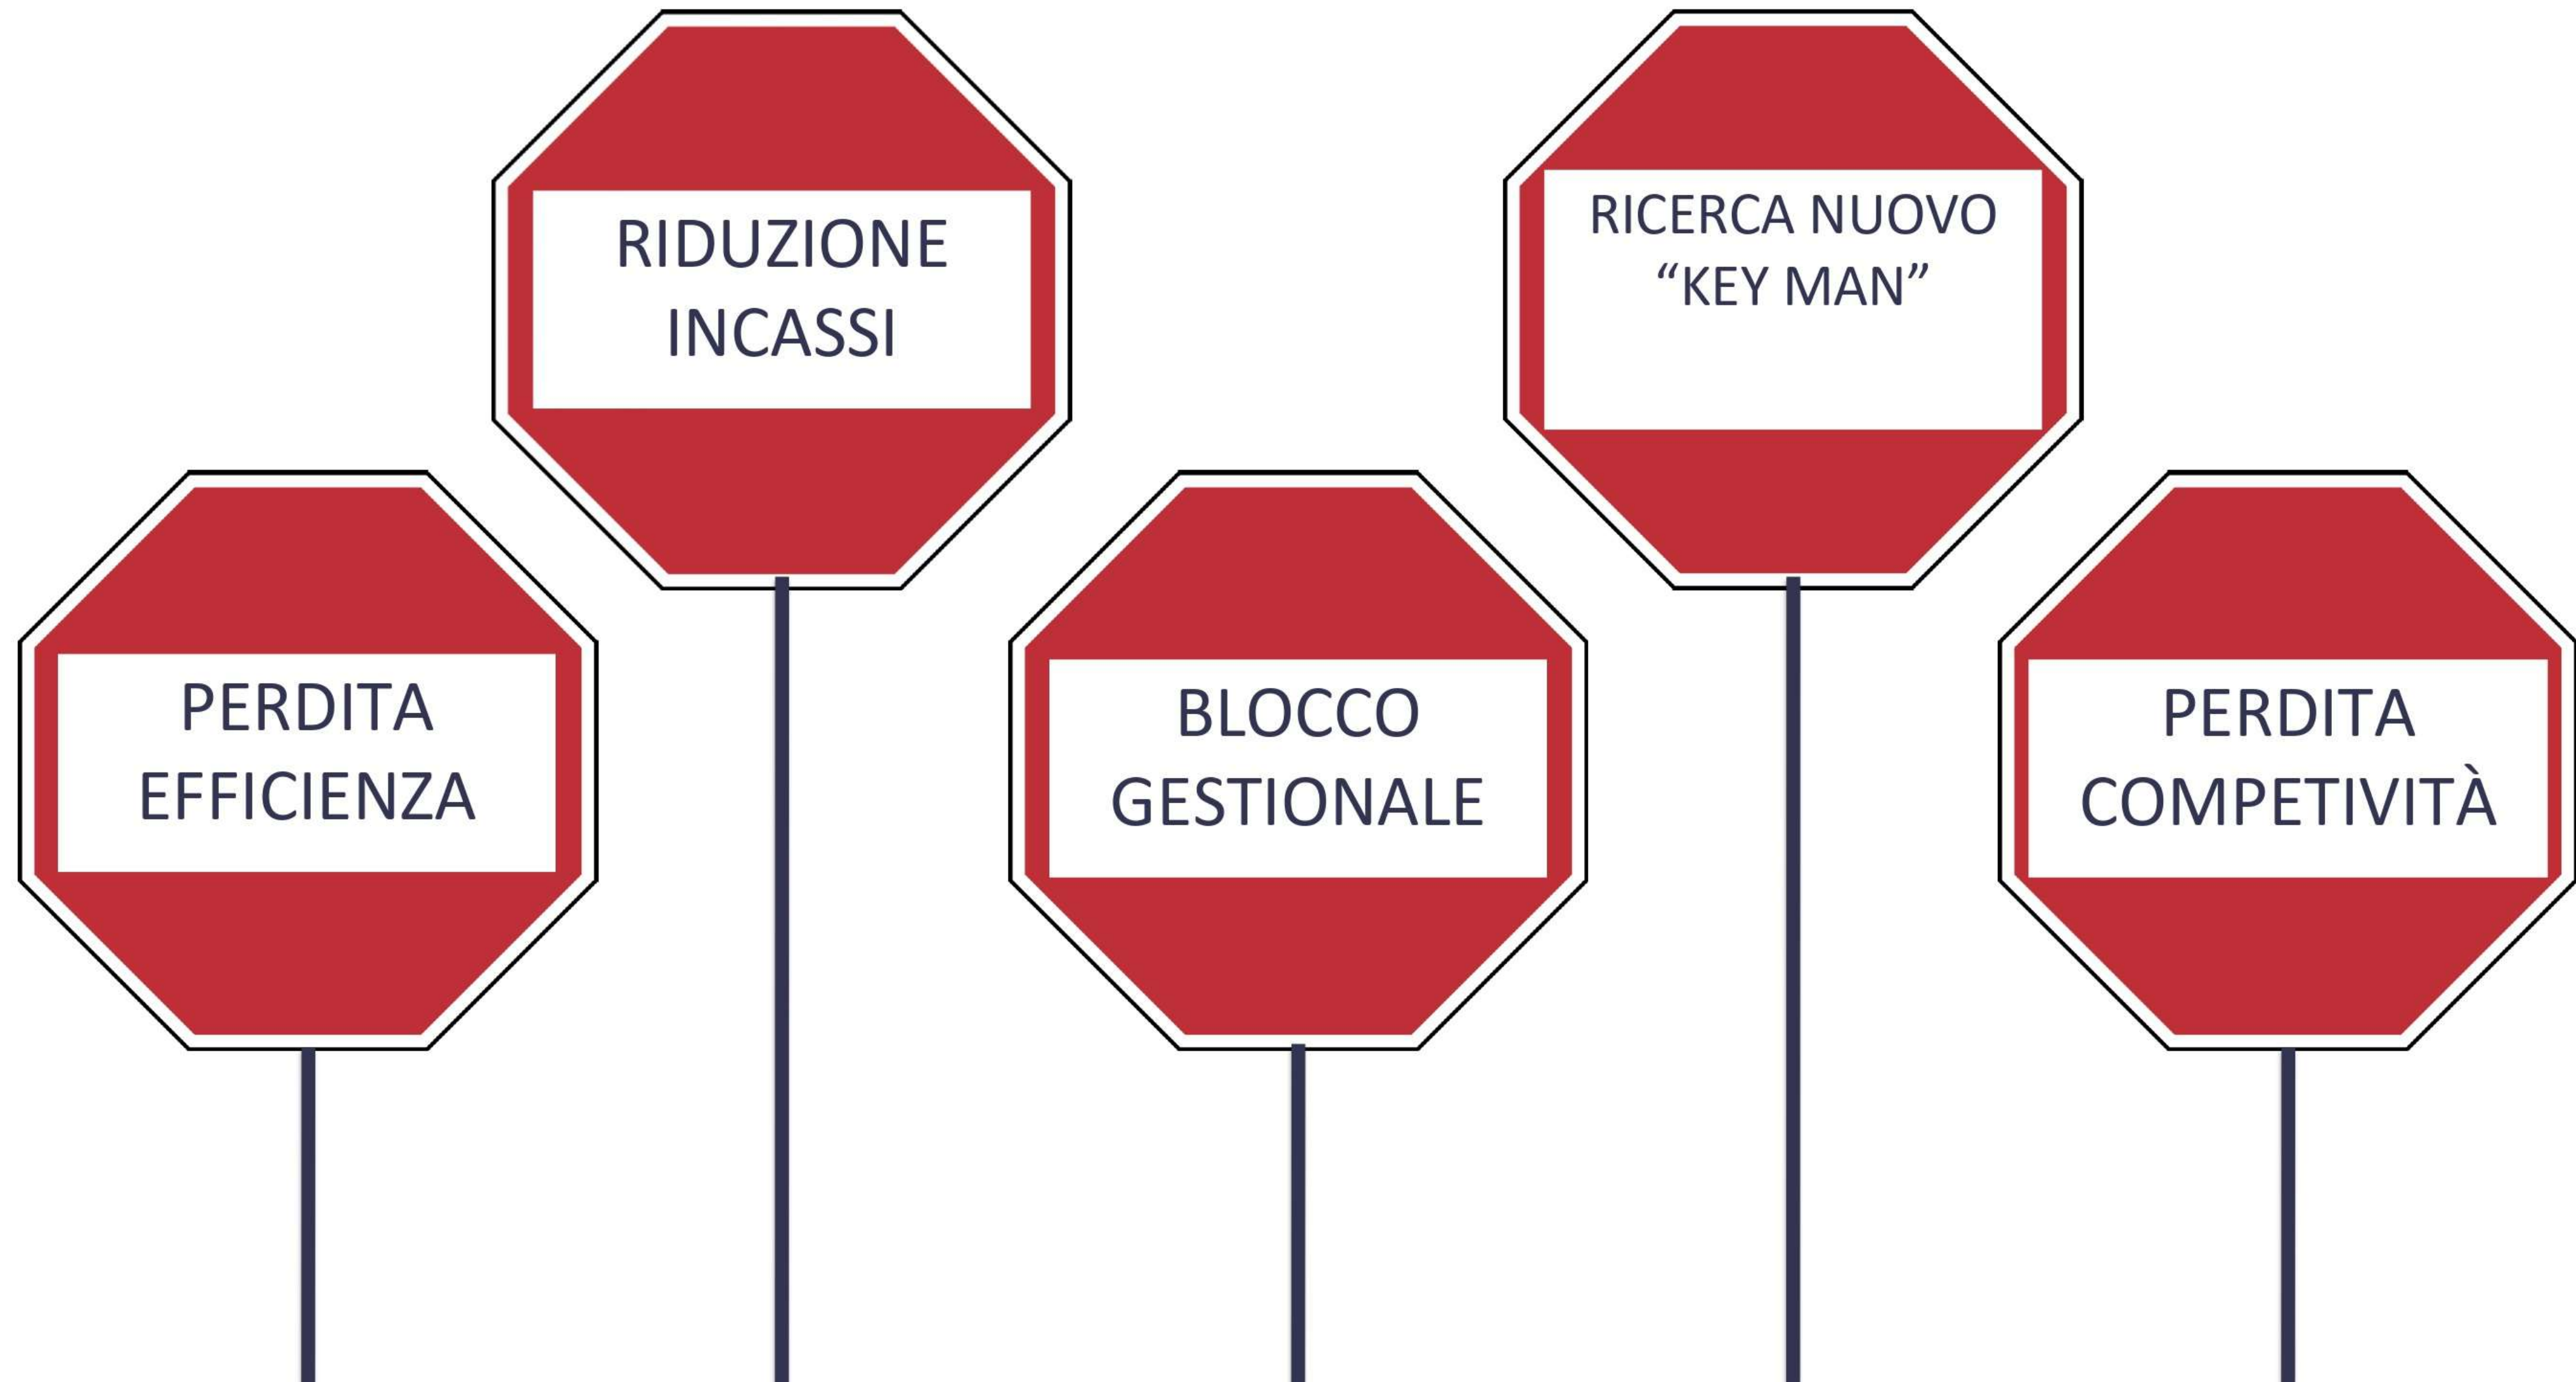 RIDUZIONE
INCASSI
RICERCA NUOVO
“KEY MAN”
PERDITA
EFFICIENZA
BLOCCO
GESTIONALE
PERDITA
COMPETIVITÀ